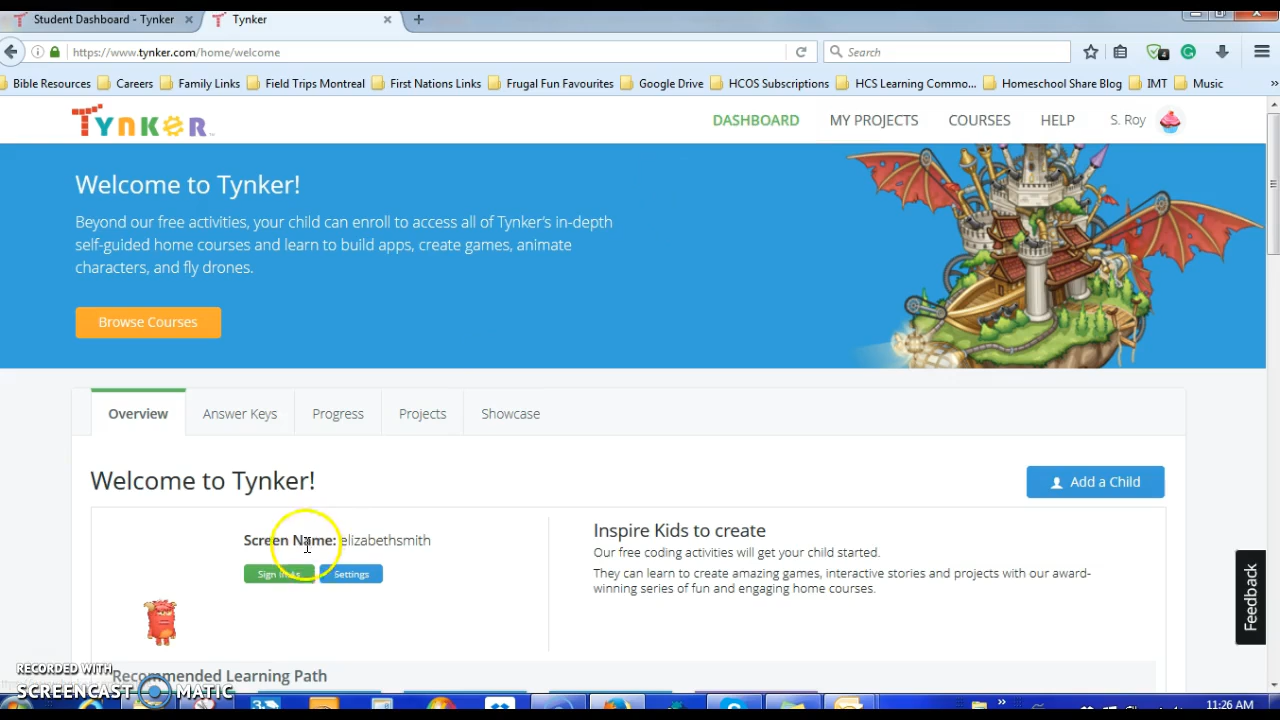 Student Dashboard - Tynker
Tynker
https://www.tynker.com/home/welcome
Search
Bible Resources
Careers
Family Links
Field Trips Montreal
First Nations Links
Frugal Fun Favourites
Google Drive
HCOS Subscriptions
HCS Learning Commo...
Homeschool Share Blog
IMT
Music
TYNKER
DASHBOARD
MY PROJECTS
COURSES
HELP
S. Roy
Welcome to Tynker!
Beyond our free activities, your child can enroll to access all of Tynker's in-depth
self-guided home courses and learn to build apps, create games, animate
characters, and fly drones.
Browse Courses
Overview
Answer Keys
Progress
Projects
Showcase
Welcome to Tynker!
Add a Child
Screen Name: elizabethsmith
Sign In As
Settings
Inspire Kids to create
Our free coding activities will get your child started.
They can learn to create amazing games, interactive stories and projects with our award-
winning series of fun and engaging home courses.
Feedback
Recommended Learning Path
RECORDED WITH
SCREENCAST MATIC
11:26 AM